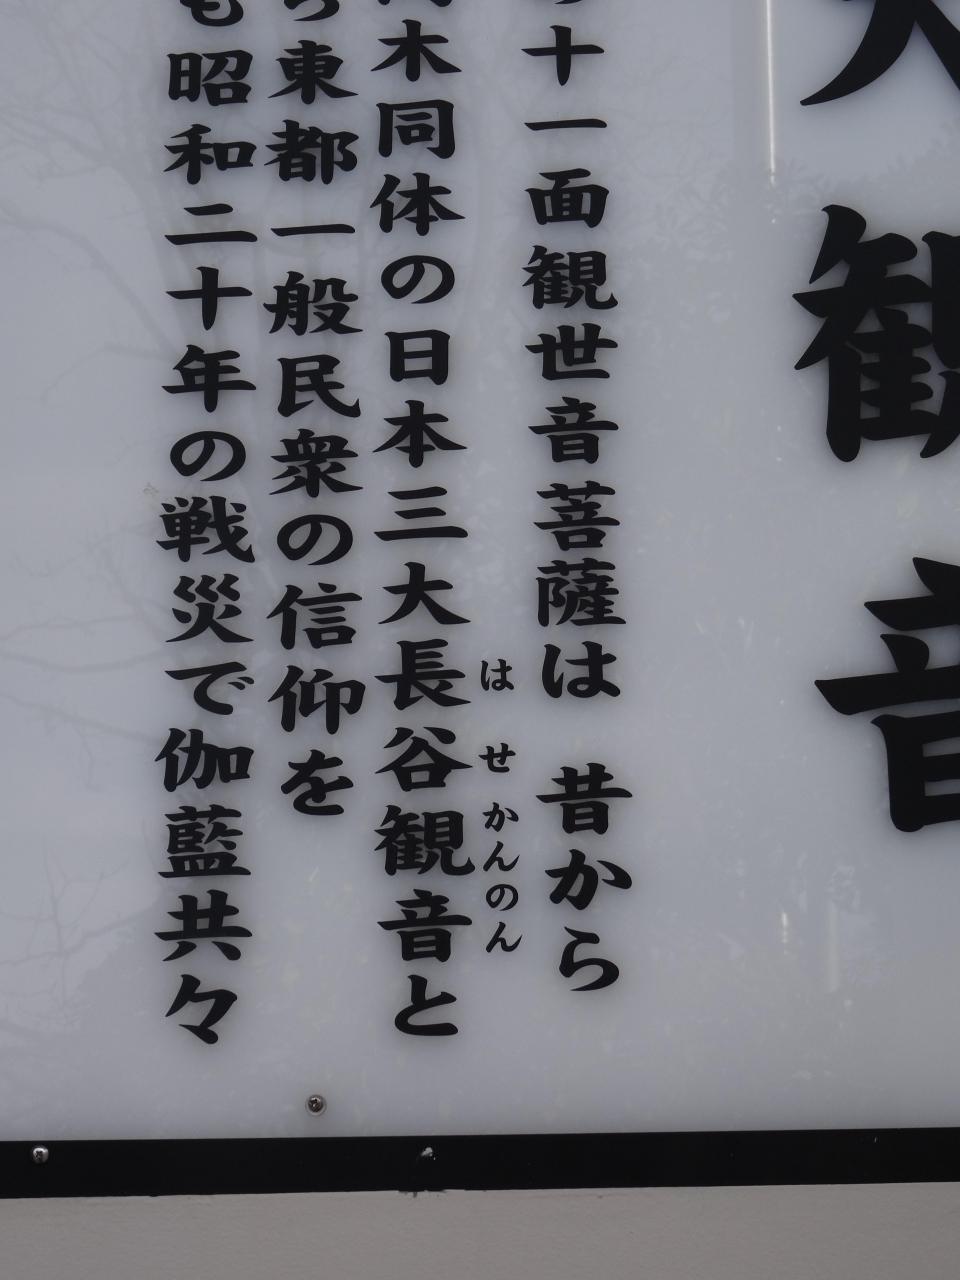 大観音
十一面観世音菩薩は 昔から
木同体の日本三大長谷観音と
はせかんのん
東都一般民衆の信仰を
も昭和二十年の戦災で伽藍共々